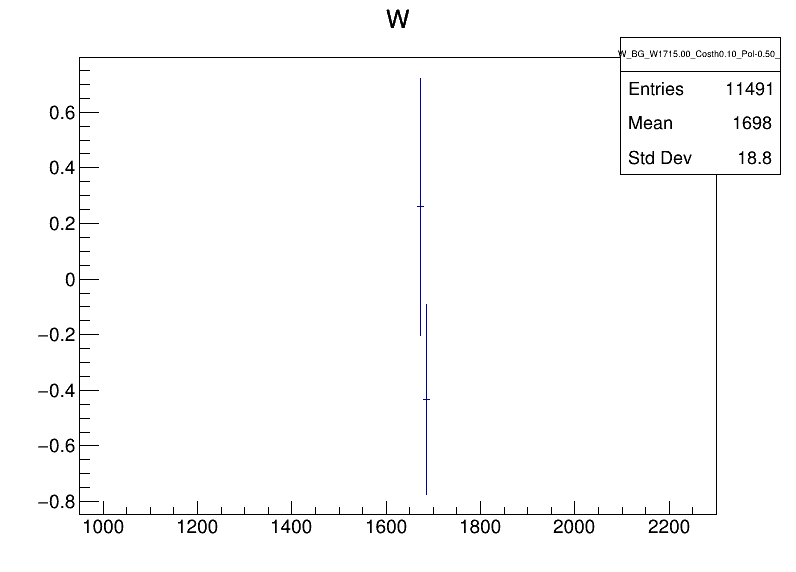 W
W_BG_W1715.00_Costh0.10_Pol-0.50_
Entries 11491
Mean 1698
Std Dev 18.8
0.6
0.4
0.2
0
−0.2
−0.4
−0.6
−0.8
1000 1200 1400 1600 1800 2000 2200